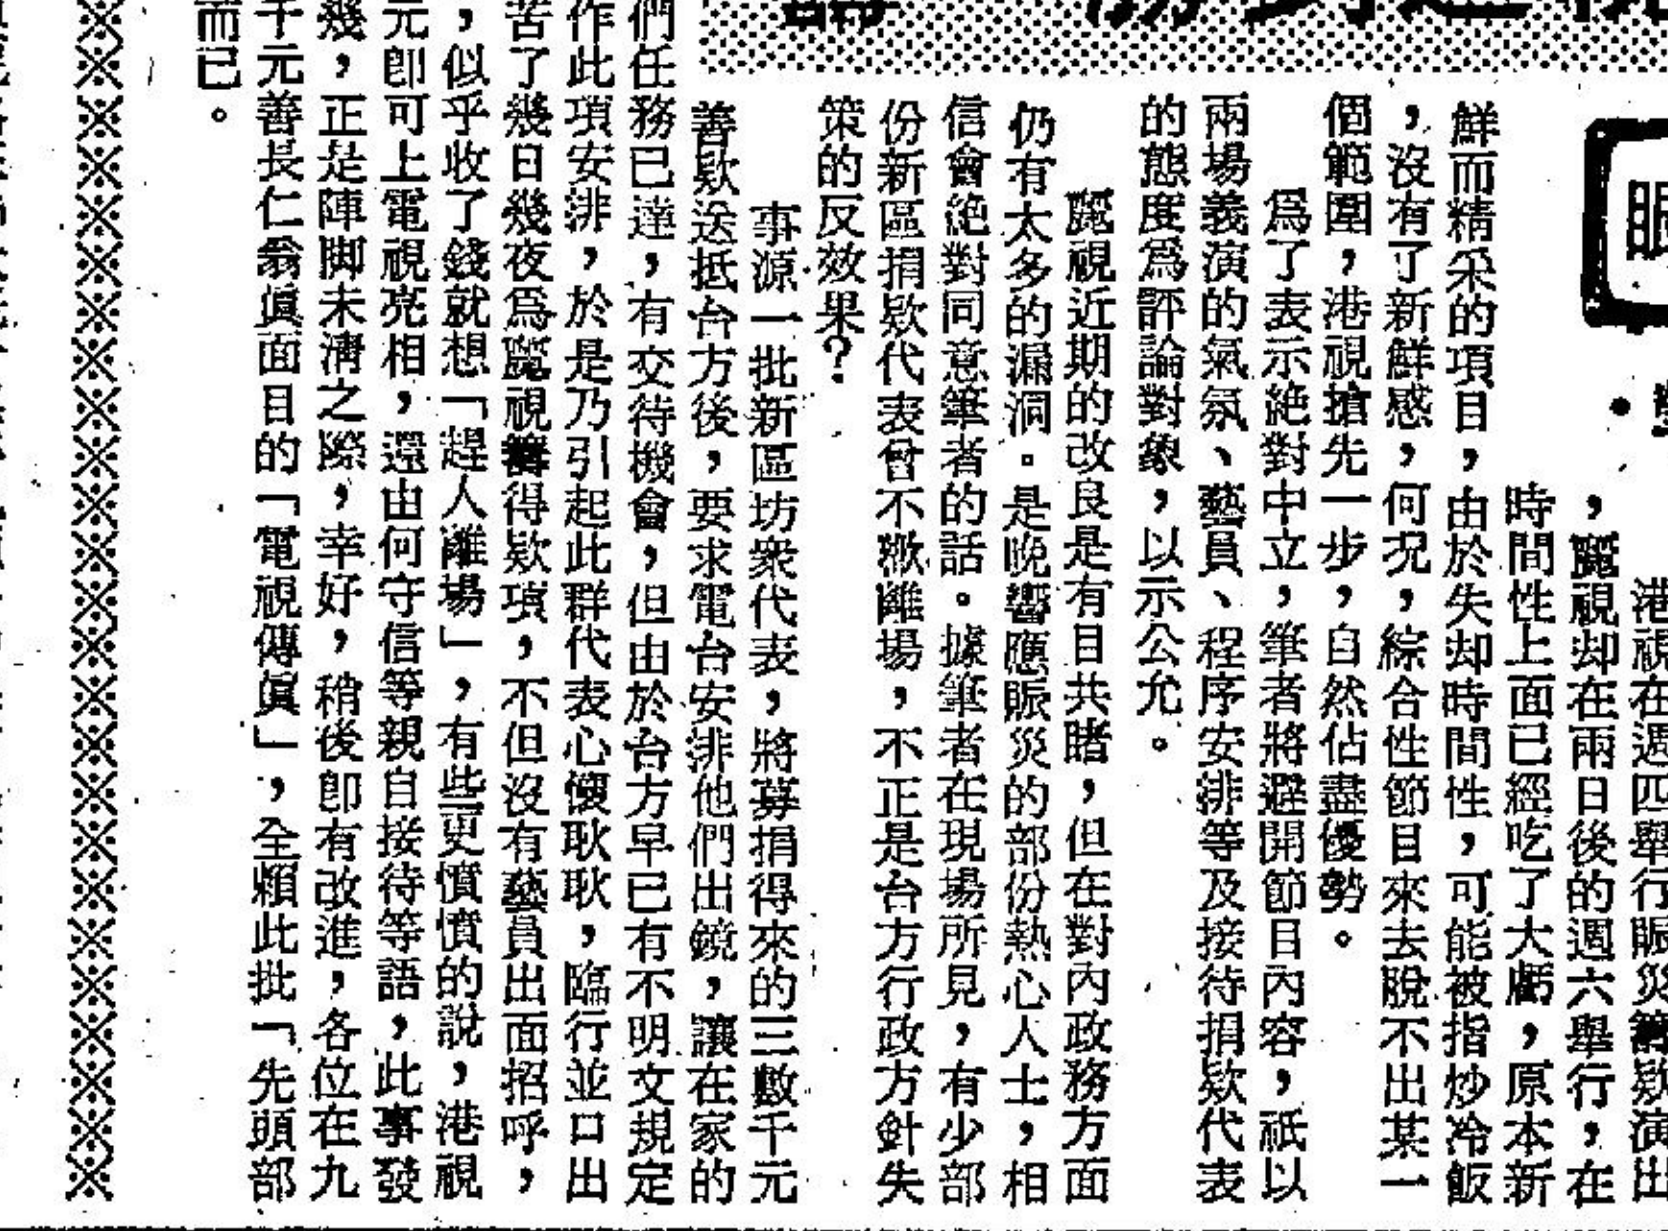 眼
港視在週四舉行賑災籌欵演出
，麗視却在兩日後的週六舉行，在
時間性上面已經吃了大虧，原本新
鮮而精采的項目，由於失却時間性，可能被指炒冷飯
，沒有了新鮮感，何况，綜合性節目來去脫不出某一
個範圍，港視搶先一步，自然佔盡優勢。
爲了表示絶對中立，筆者將避開節目內容，祇以
兩場義演的氣氛、藝員、程序安排等及接待捐欵代表
的態度爲評論對象，以示公允。
麗視近期的改良是有目共睹，但在對內政務方面
仍有太多的漏洞。是晚響應賑災的部份熱心人士，相
信會絶對同意筆者的話。據筆者在現場所見，有少部
份新區捐欵代表曾不歡離場，不正是台方行政方針失
策的反效果？
事源一批新區坊衆代表，將募捐得來的三數千元
善欵送抵台方後，要求電台安排他們出鏡，讓在家的
們任務已達，有交待機會，但由於台方早已有不明文規定
作此項安排，於是乃引起此群代表心懷耿耿，臨行並口出
苦了幾日幾夜爲麗視籌得欵項，不但沒有藝員出面招呼，
，似乎收了錢就想「趕人離場」，有些更憤憤的說，港視
元卽可上電視亮相，還由何守信等親自接待等語，此事發
幾，正是陣脚未淸之際，幸好，稍後卽有改進，各位在九
千元善長仁翁眞面目的「電視傳眞」，全賴此批「先頭部
而已。